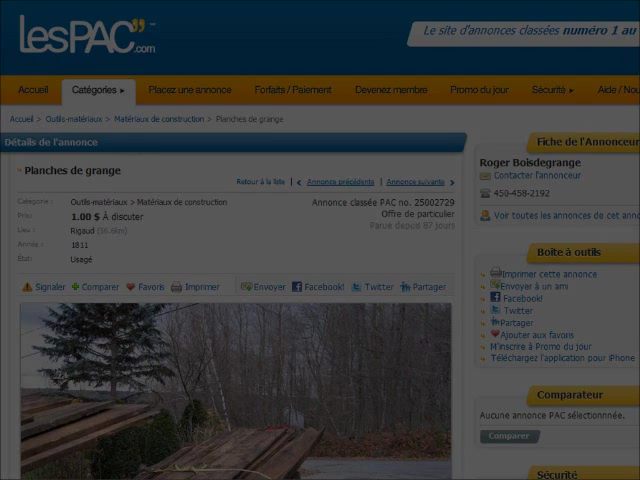 lesPAC.com
Le site d'annonces classées numéro 1 au
Accueil Catégories ▸ Placez une annonce Forfaits / Paiement Devenez membre Promo du jour Sécurité ▸ Aide / Nou
Accueil > Outils-matériaux > Matériaux de construction > Planches de grange
Détails de l'annonce
Planches de grange
Retour à la liste | Annonce précédente | Annonce suivante
Catégorie : Outils-matériaux > Matériaux de construction
Annonce classée PAC no. 25002729
Prix: 1.00 $ À discuter
Offre de particulier
Lieu : Rigaud
Parue depuis 87 jours
Année : 1811
État: Usagé
Signaler Comparer Favoris Imprimer Envoyer Facebook! Twitter Partager
Fiche de l'Annonceur
Roger Boisdegrange
Contacter l'annonceur
450-458-2192
Voir toutes les annonces de cet anno
Boîte à outils
Imprimer cette annonce
Envoyer à un ami
Facebook!
Twitter
Partager
Ajouter aux favoris
M'inscrire à Promo du jour
Téléchargez l'application pour iPhone
Comparateur
Aucune annonce PAC sélectionnnée.
Comparer
Sécurité